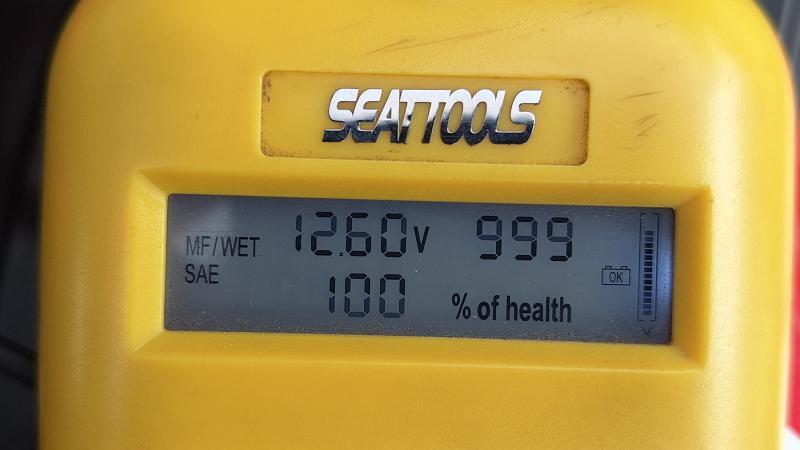 SEATTOOLS
MF/WET 12.60V 999
SAE 100 % of health
OK